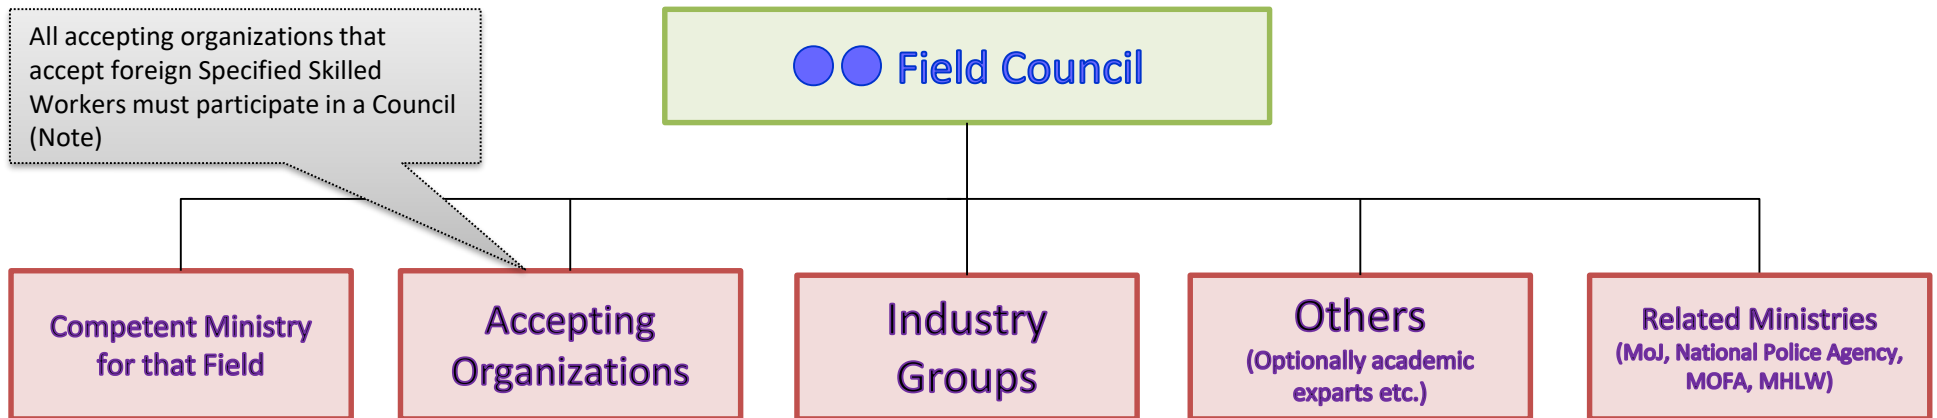 All accepting organizations that
accept foreign Specified Skilled
Workers must participate in a Council
(Note)
●● Field Council
Competent Ministry
for that Field
Accepting
Organizations
Industry
Groups
Others
(Optionally academic
exparts etc.)
Related Ministries
(MoJ, National Police Agency,
MOFA, MHLW)